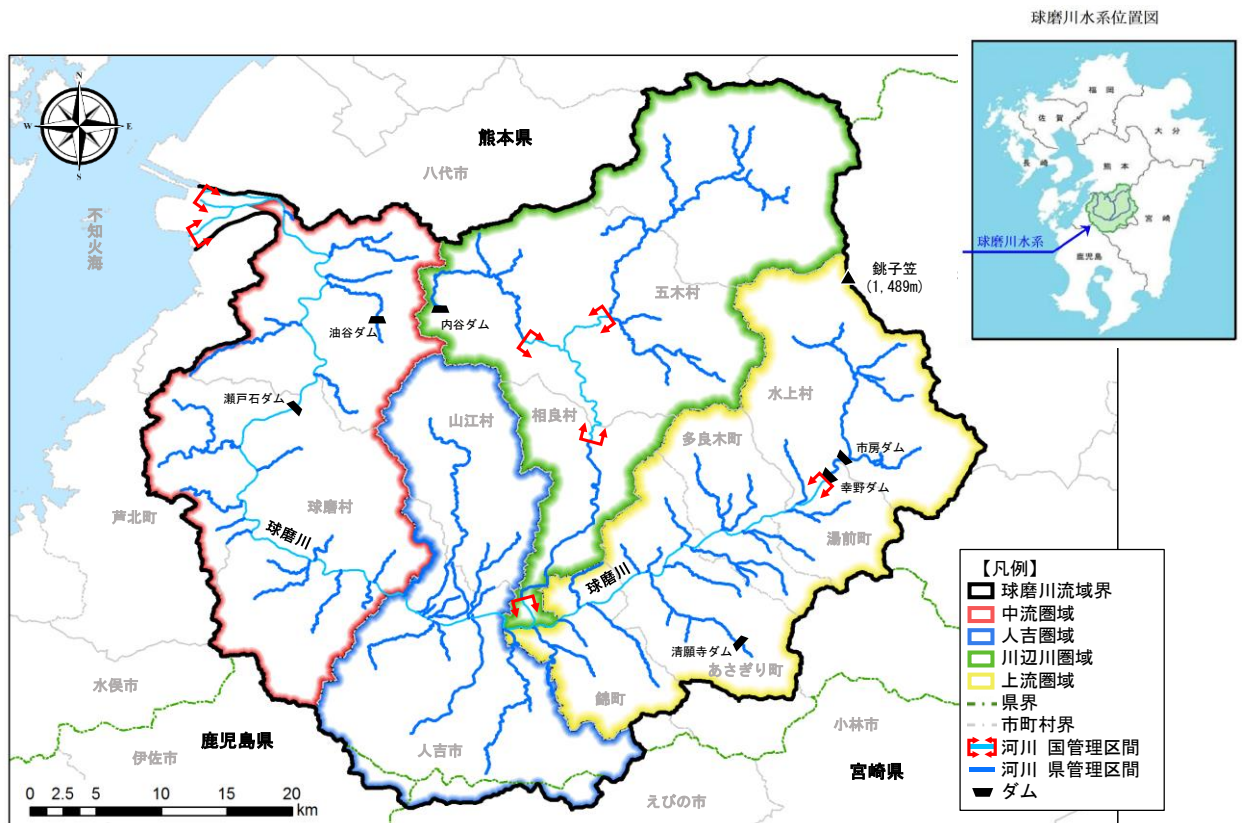 球磨川水系位置図
福岡
佐賀
大分
長崎
熊本
宮崎
球磨川水系
鹿児島
N
W
E
S
熊本県
八代市
不知火海
銚子笠
(1,489m)
五木村
内谷ダム
油谷ダム
瀬戸石ダム
山江村
相良村
水上村
多良木町
市房ダム
幸野ダム
芦北町
球磨村
球磨川
球磨川
湯前町
清願寺ダム
あさぎり町
錦町
水俣市
小林市
鹿児島県
伊佐市
人吉市
宮崎県
えびの市
0 2.5 5 10 15 20
km
【凡例】
球磨川流域界
中流圏域
人吉圏域
川辺川圏域
上流圏域
県界
市町村界
河川 国管理区間
河川 県管理区間
ダム